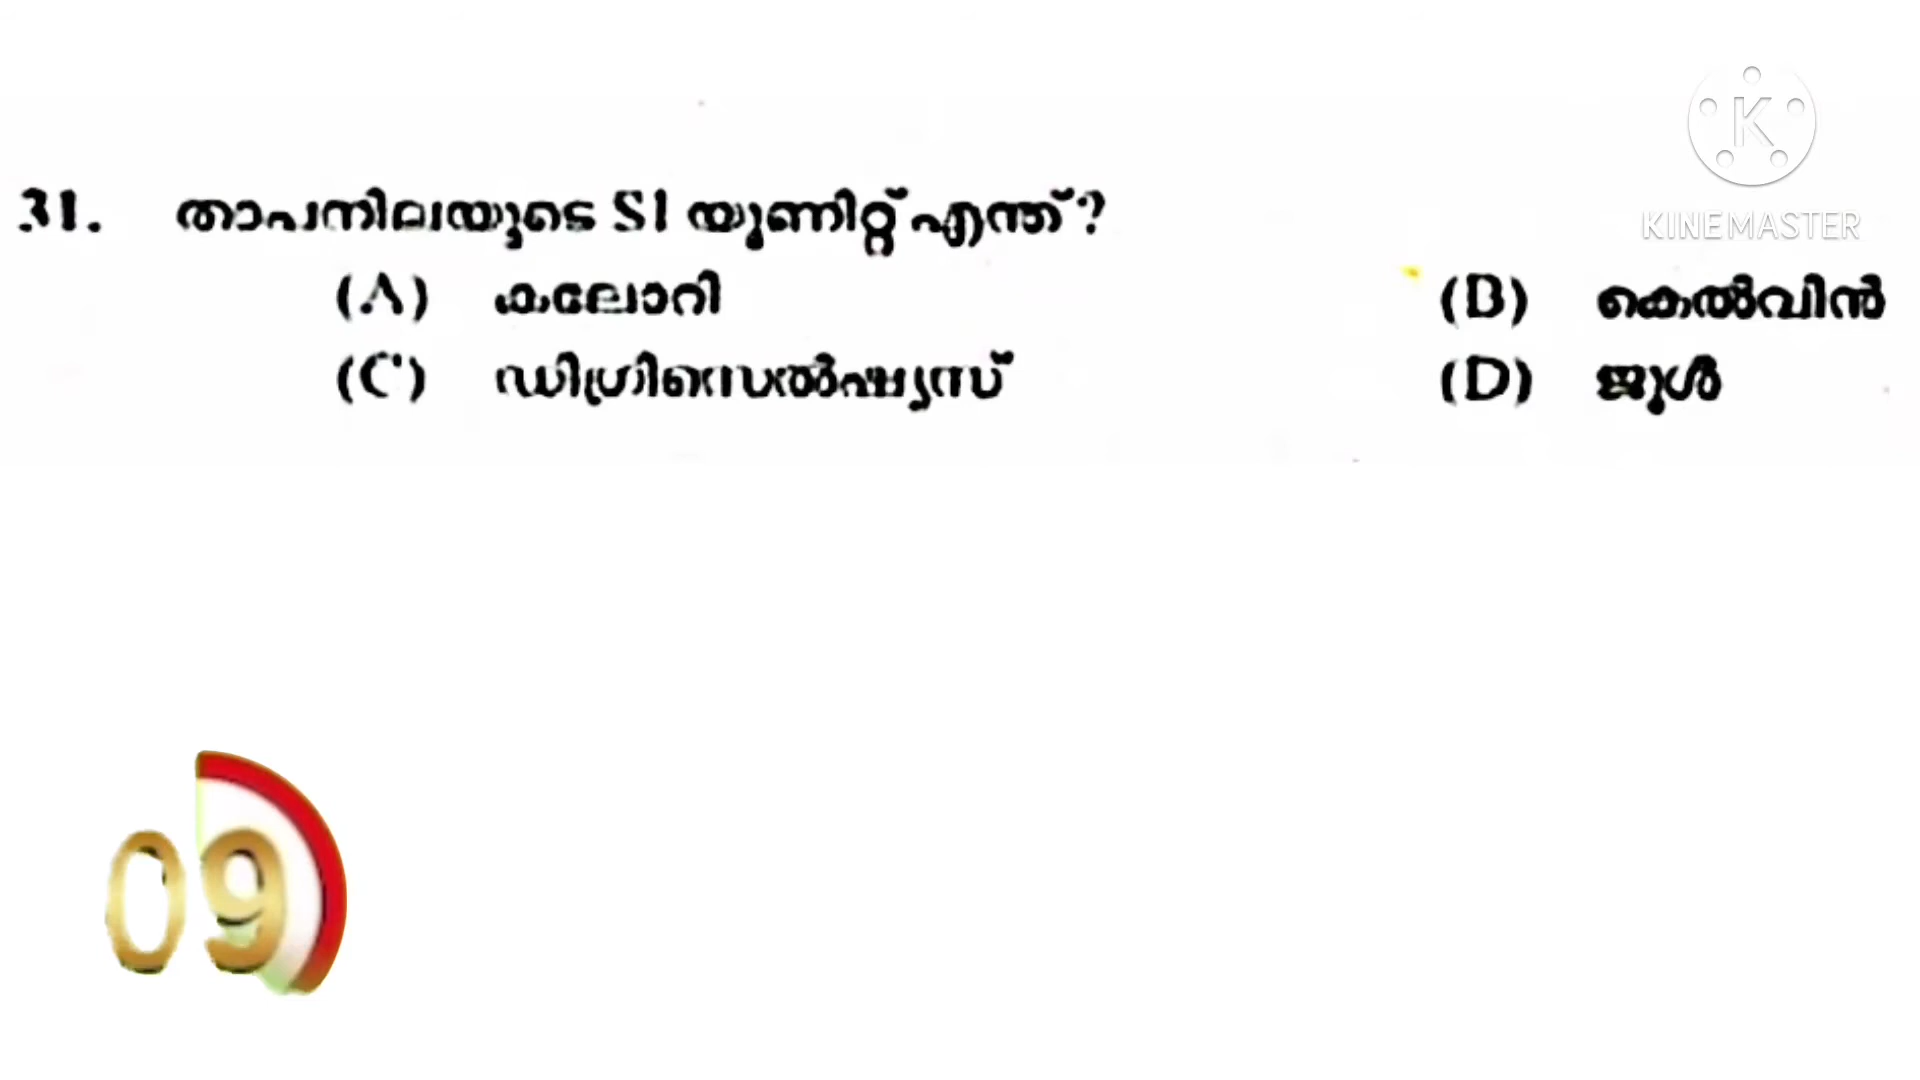 31. താപനിലയുടെ SI യൂണിറ്റ് എന്ത്?
(A) കലോറി (B) കെൽവിൻ
(C) ഡിഗ്രിസെൽഷ്യസ് (D) ജൂൾ
K
KINEMASTER
09